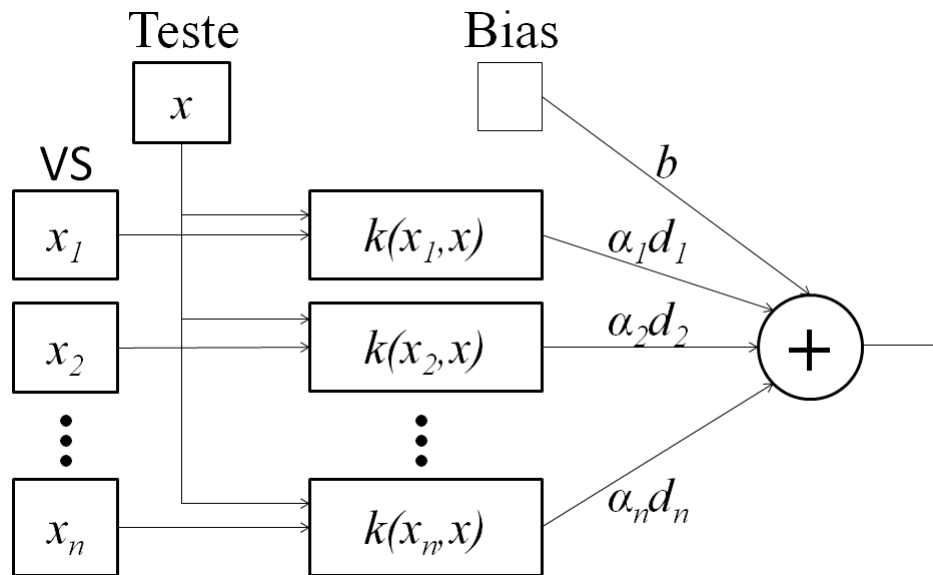 Teste
Bias
x
VS
b
x₁
k(x₁,x)
α₁d₁
x₂
k(x₂,x)
α₂d₂
+
xₙ
k(xₙ,x)
αₙdₙ